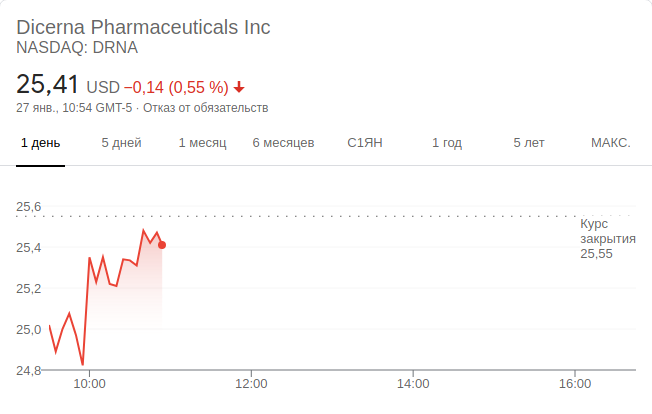 Dicerna Pharmaceuticals Inc
NASDAQ: DRNA
25,41 USD −0,14 (0,55 %)
27 янв., 10:54 GMT-5 · Отказ от обязательств
1 день 5 дней 1 месяц 6 месяцев С1ЯН 1 год 5 лет МАКС.
25,6
Курс
закрытия
25,55
25,4
25,2
25,0
24,8
10:00 12:00 14:00 16:00